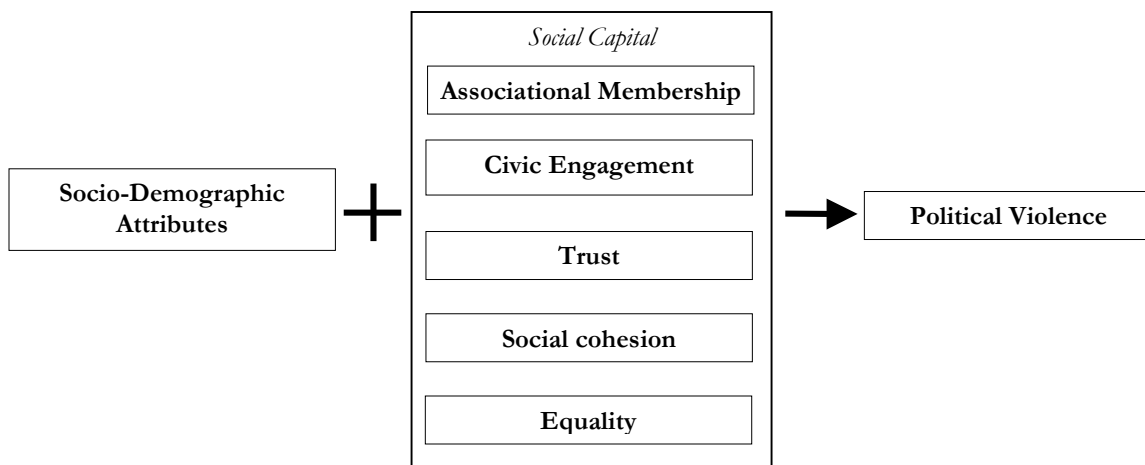 Social Capital
Associational Membership
Civic Engagement
Socio-Demographic
Attributes
Political Violence
Trust
Social cohesion
Equality